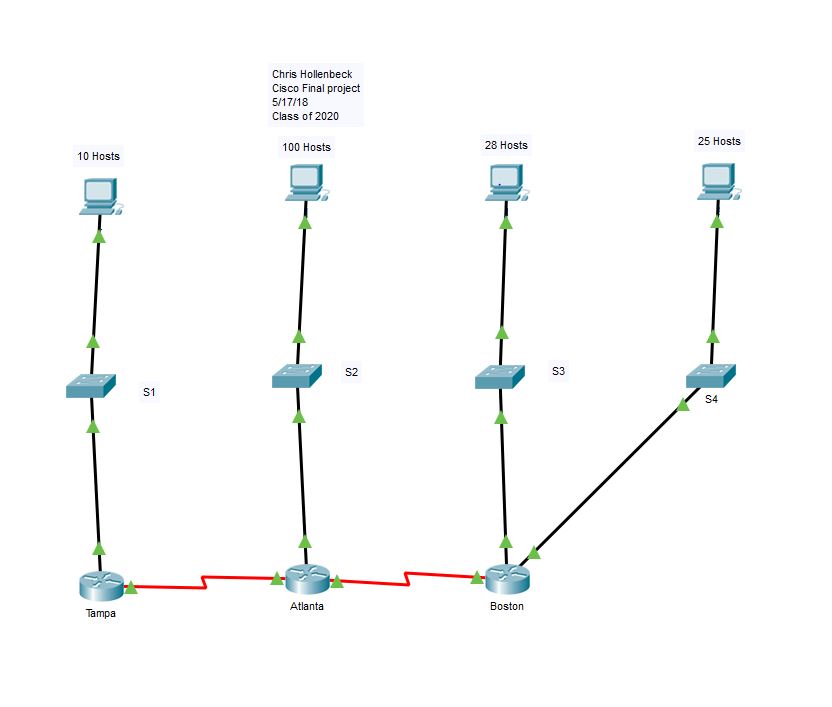 Chris Hollenbeck
Cisco Final project
5/17/18
Class of 2020
10 Hosts
100 Hosts
28 Hosts
25 Hosts
S1
S2
S3
S4
Tampa
Atlanta
Boston